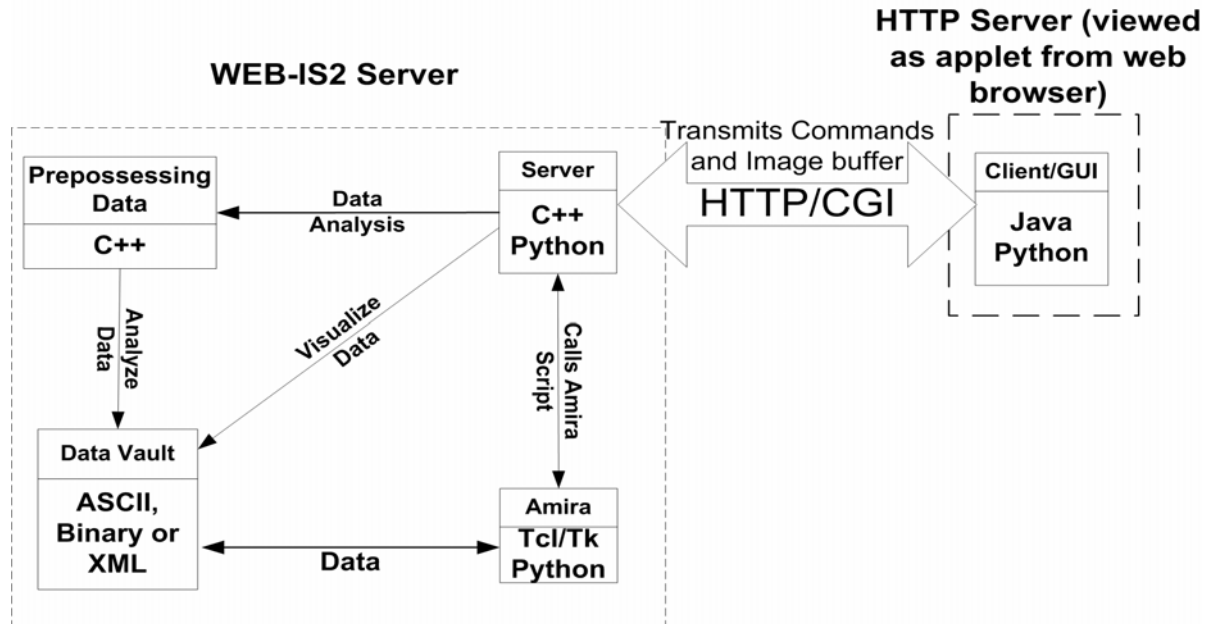 HTTP Server (viewed
as applet from web
browser)
WEB-IS2 Server
Transmits Commands
and Image buffer
HTTP/CGI
Prepossessing
Data
C++
Data
Analysis
Server
C++
Python
Client/GUI
Java
Python
Analyze
Data
Visualize
Data
Calls Amira
Script
Data Vault
ASCII,
Binary or
XML
Data
Amira
Tcl/Tk
Python